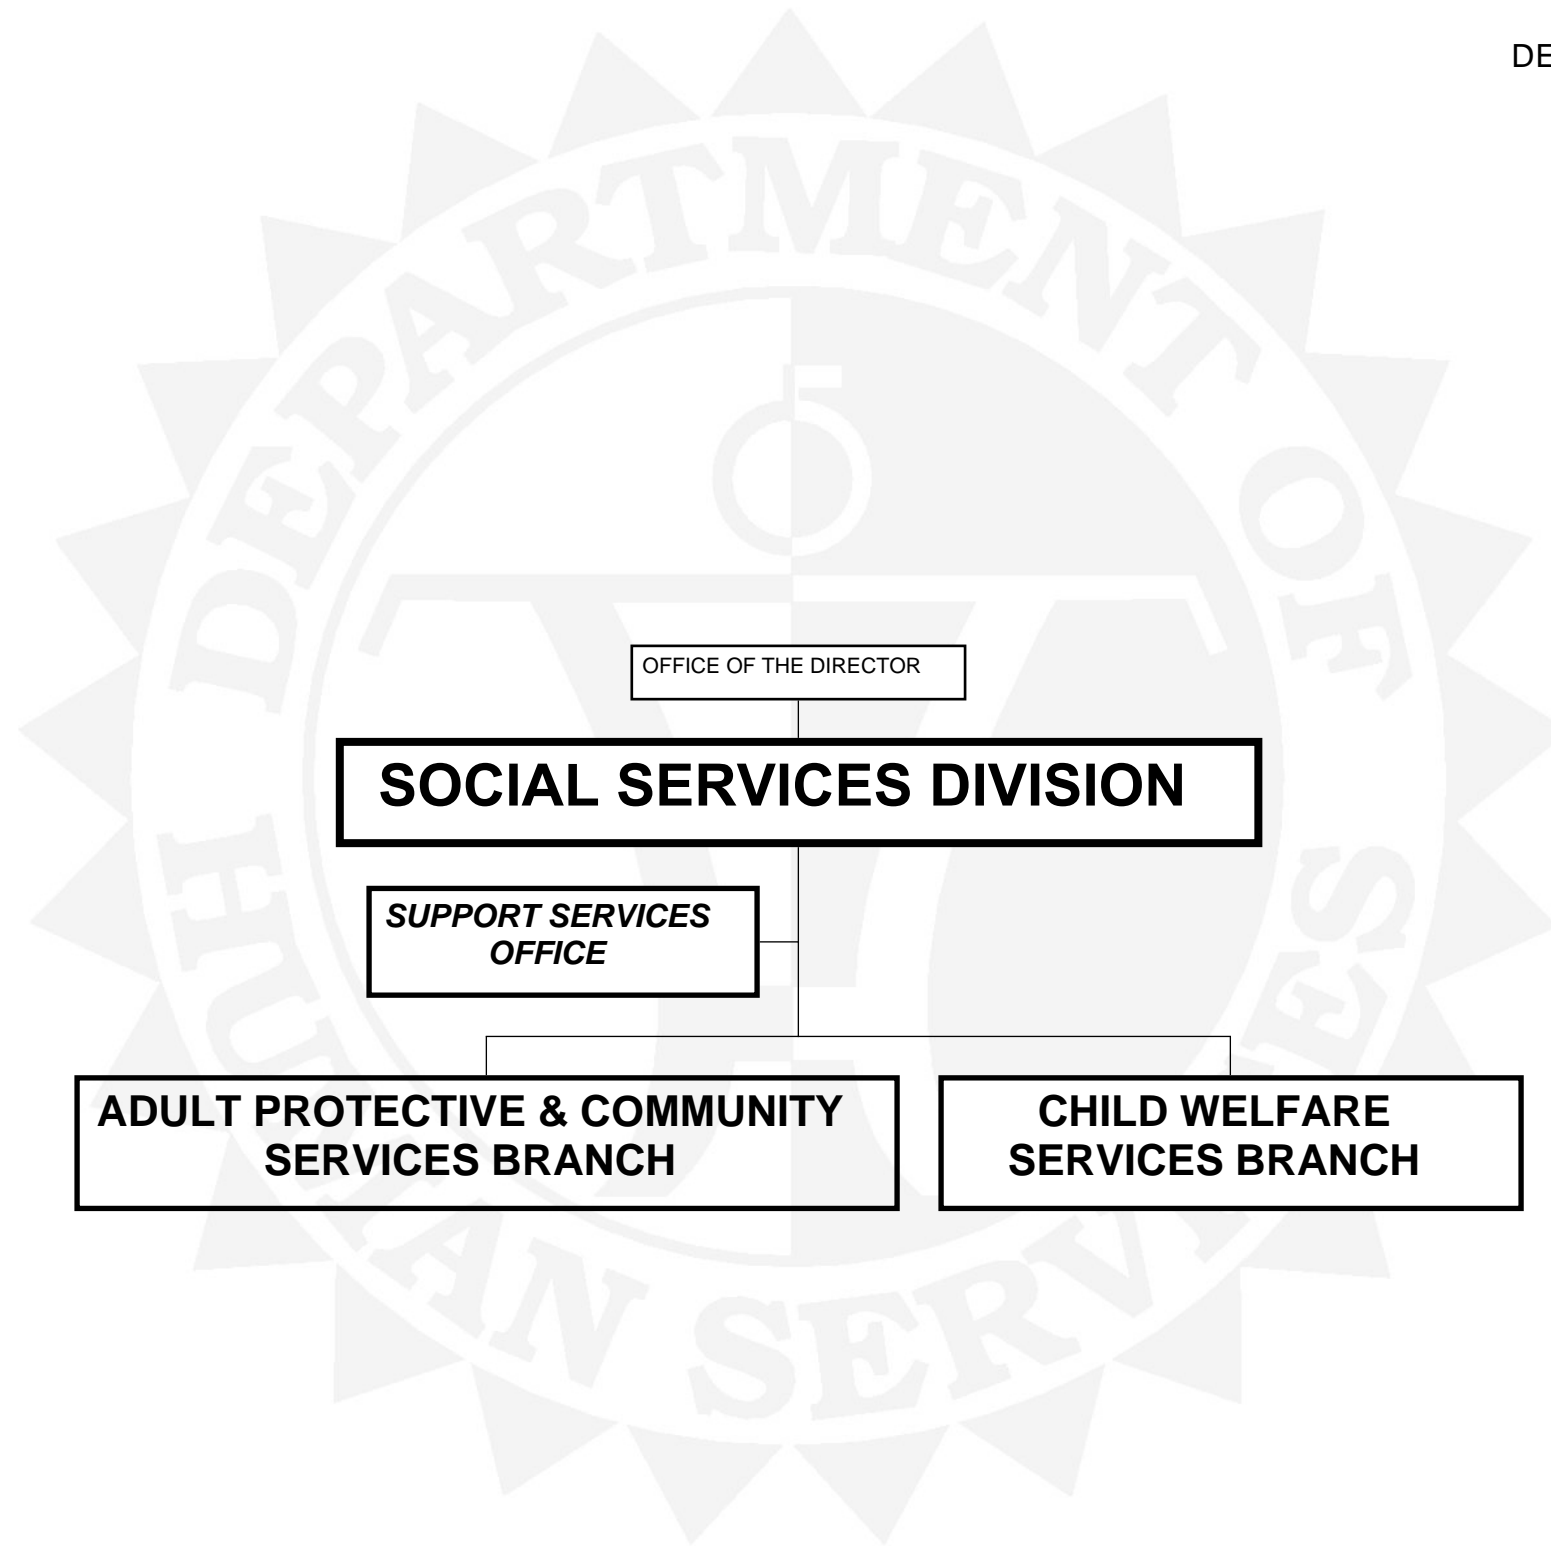 DE
DEPARTMENT OF
HUMAN SERVICES
OFFICE OF THE DIRECTOR
SOCIAL SERVICES DIVISION
SUPPORT SERVICES
OFFICE
ADULT PROTECTIVE & COMMUNITY
SERVICES BRANCH
CHILD WELFARE
SERVICES BRANCH